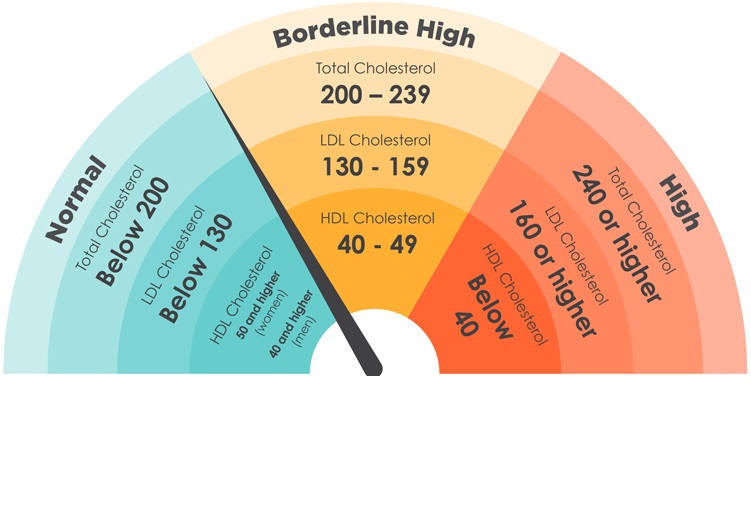 Normal
Total Cholesterol
Below 200
LDL Cholesterol
Below 130
HDL Cholesterol
50 and higher
(women)
40 and higher
(men)
Borderline High
Total Cholesterol
200 – 239
LDL Cholesterol
130 - 159
HDL Cholesterol
40 - 49
High
Total Cholesterol
240 or higher
LDL Cholesterol
160 or higher
HDL Cholesterol
Below
40